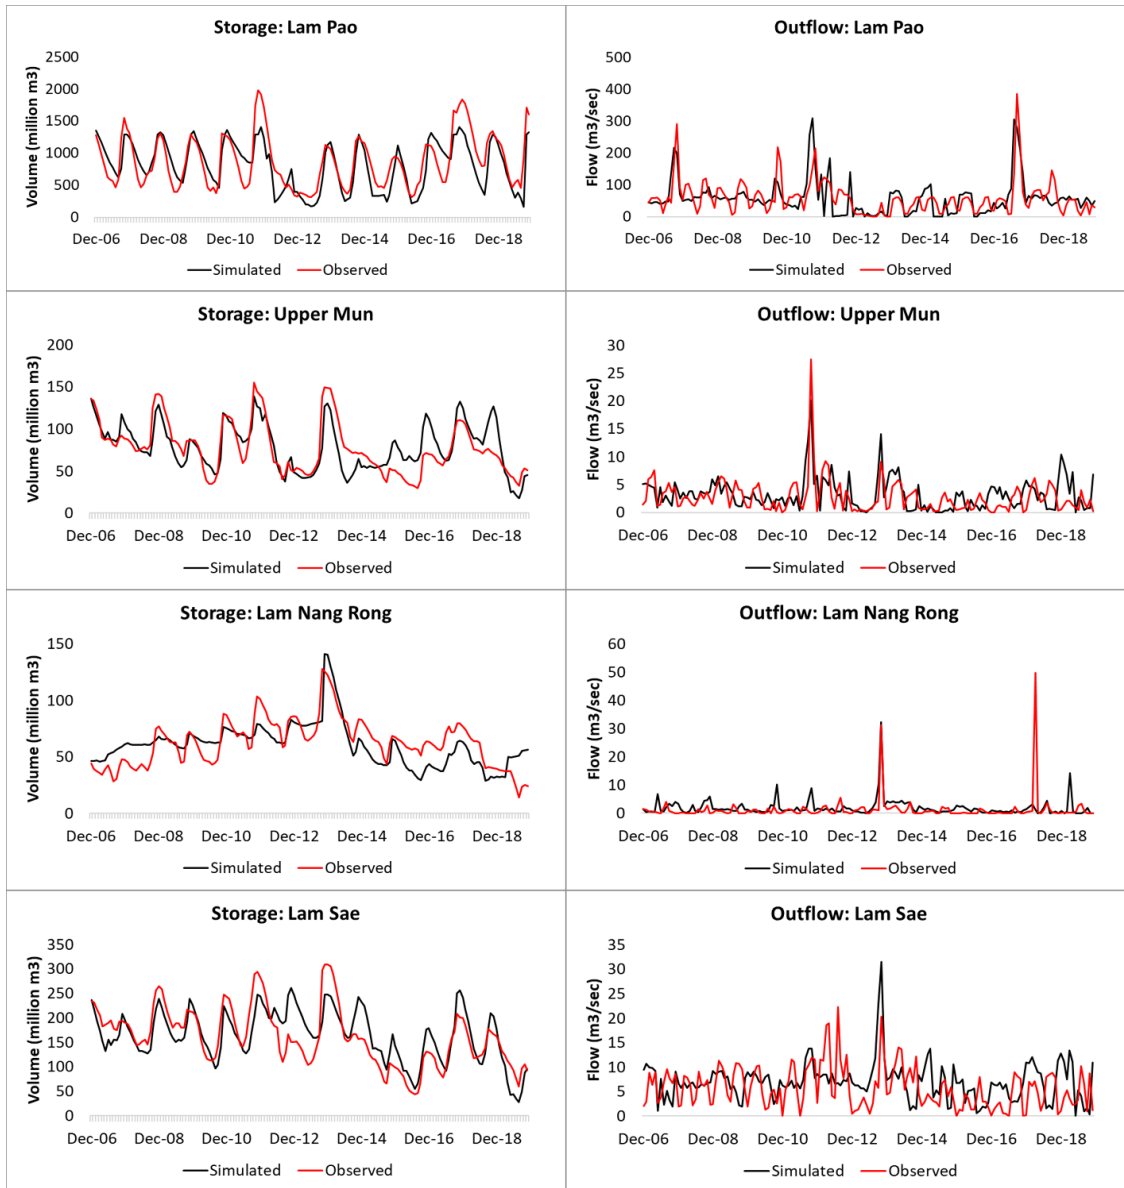 Storage: Lam Pao
Volume (million m3)
2500
2000
1500
1000
500
0
Dec-06 Dec-08 Dec-10 Dec-12 Dec-14 Dec-16 Dec-18
Simulated Observed
Outflow: Lam Pao
Flow (m3/sec)
500
400
300
200
100
0
Dec-06 Dec-08 Dec-10 Dec-12 Dec-14 Dec-16 Dec-18
Simulated Observed
Storage: Upper Mun
Volume (million m3)
200
150
100
50
0
Dec-06 Dec-08 Dec-10 Dec-12 Dec-14 Dec-16 Dec-18
Simulated Observed
Outflow: Upper Mun
Flow (m3/sec)
30
25
20
15
10
5
0
Dec-06 Dec-08 Dec-10 Dec-12 Dec-14 Dec-16 Dec-18
Simulated Observed
Storage: Lam Nang Rong
Volume (million m3)
150
100
50
0
Dec-06 Dec-08 Dec-10 Dec-12 Dec-14 Dec-16 Dec-18
Simulated Observed
Outflow: Lam Nang Rong
Flow (m3/sec)
60
50
40
30
20
10
0
Dec-06 Dec-08 Dec-10 Dec-12 Dec-14 Dec-16 Dec-18
Simulated Observed
Storage: Lam Sae
Volume (million m3)
350
300
250
200
150
100
50
0
Dec-06 Dec-08 Dec-10 Dec-12 Dec-14 Dec-16 Dec-18
Simulated Observed
Outflow: Lam Sae
Flow (m3/sec)
35
30
25
20
15
10
5
0
Dec-06 Dec-08 Dec-10 Dec-12 Dec-14 Dec-16 Dec-18
Simulated Observed